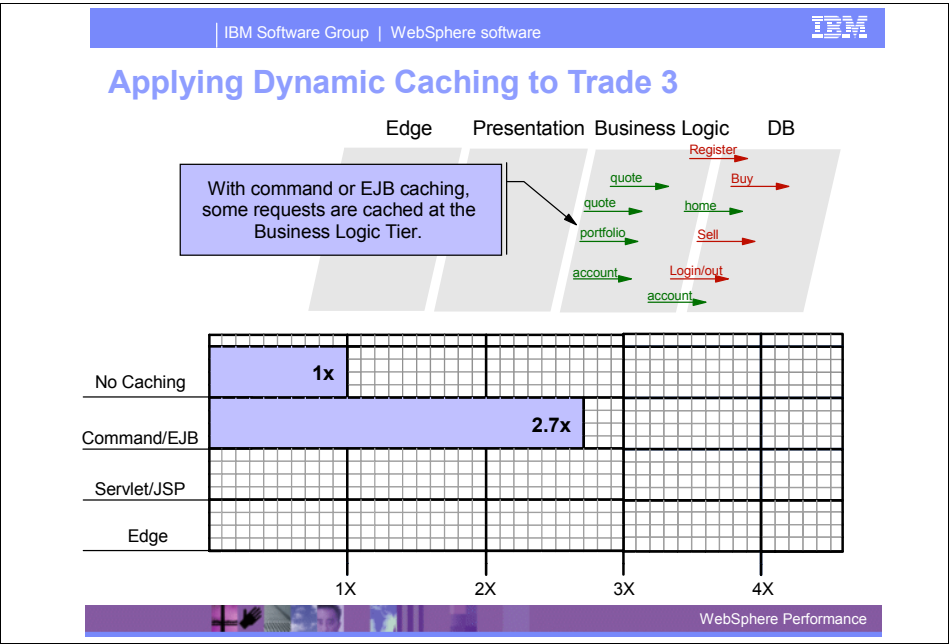 IBM Software Group | WebSphere software
IBM
Applying Dynamic Caching to Trade 3
Edge Presentation Business Logic DB
With command or EJB caching,
some requests are cached at the
Business Logic Tier.
Register
quote
Buy
quote
home
portfolio
Sell
account
Login/out
account
No Caching
1x
Command/EJB
2.7x
Servlet/JSP
Edge
1X 2X 3X 4X
WebSphere Performance